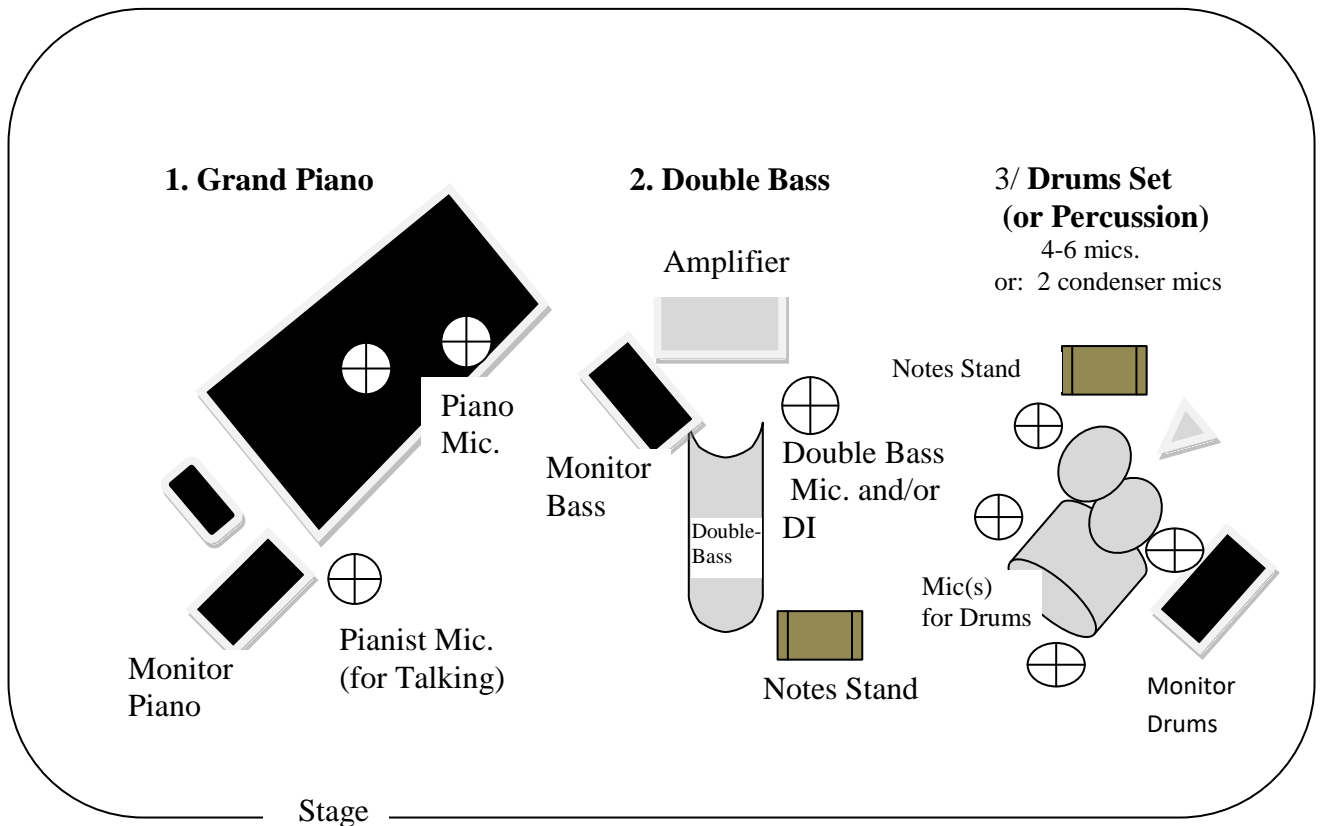 1. Grand Piano
2. Double Bass
3/ Drums Set
(or Percussion)
4-6 mics.
or: 2 condenser mics
Amplifier
Notes Stand
Piano
Mic.
Monitor
Bass
Double Bass
Mic. and/or
DI
Double-
Bass
Mic(s)
for Drums
Pianist Mic.
(for Talking)
Monitor
Piano
Notes Stand
Monitor
Drums
Stage